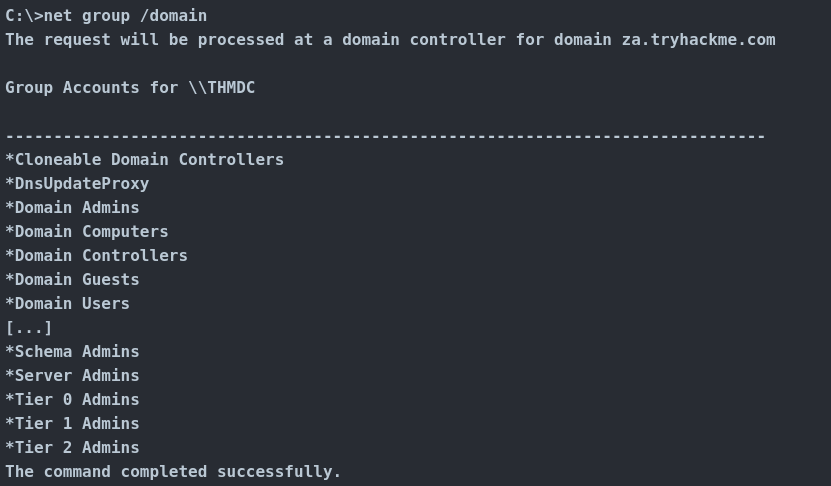 C:\>net group /domain
The request will be processed at a domain controller for domain za.tryhackme.com
Group Accounts for \\THMDC
-------------------------------------------------------------------------------
*Cloneable Domain Controllers
*DnsUpdateProxy
*Domain Admins
*Domain Computers
*Domain Controllers
*Domain Guests
*Domain Users
[...]
*Schema Admins
*Server Admins
*Tier 0 Admins
*Tier 1 Admins
*Tier 2 Admins
The command completed successfully.